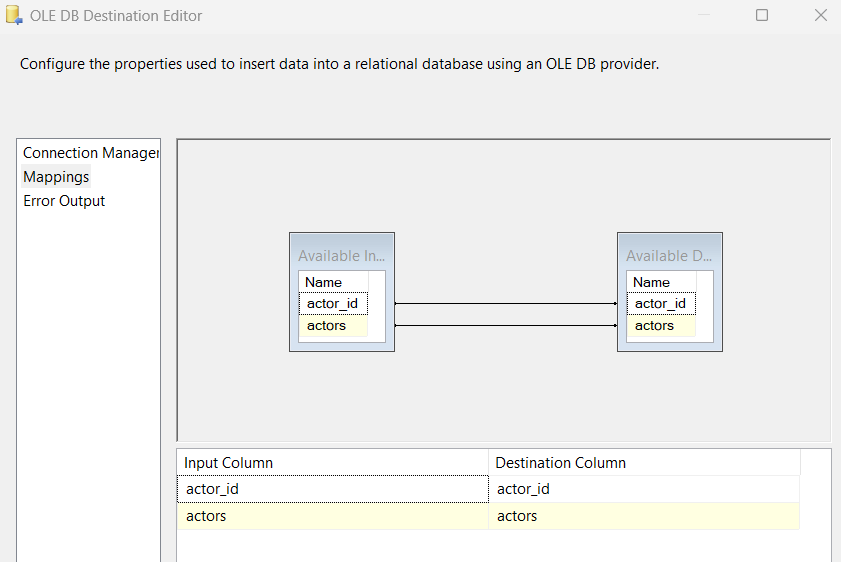 OLE DB Destination Editor
Configure the properties used to insert data into a relational database using an OLE DB provider.
Connection Manager
Mappings
Error Output
Available In...
Name
actor_id
actors
Available D...
Name
actor_id
actors
Input Column Destination Column
actor_id actor_id
actors actors